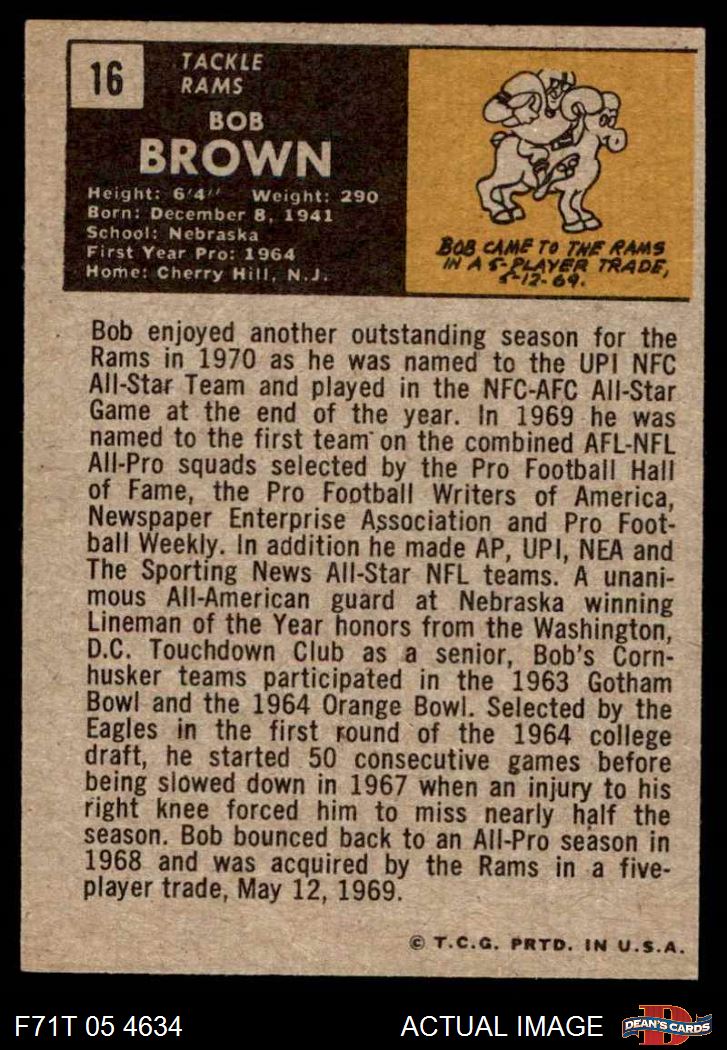 16
TACKLE
RAMS
BOB
BROWN
Height: 6'4" Weight: 290
Born: December 8, 1941
School: Nebraska
First Year Pro: 1964
Home: Cherry Hill, N.J.
BOB CAME TO THE RAMS
IN A 5-PLAYER TRADE,
5-12-69.
Bob enjoyed another outstanding season for the
Rams in 1970 as he was named to the UPI NFC
All-Star Team and played in the NFC-AFC All-Star
Game at the end of the year. In 1969 he was
named to the first team on the combined AFL-NFL
All-Pro squads selected by the Pro Football Hall
of Fame, the Pro Football Writers of America,
Newspaper Enterprise Association and Pro Foot-
ball Weekly. In addition he made AP, UPI, NEA and
The Sporting News All-Star NFL teams. A unani-
mous All-American guard at Nebraska winning
Lineman of the Year honors from the Washington,
D.C. Touchdown Club as a senior, Bob's Corn-
husker teams participated in the 1963 Gotham
Bowl and the 1964 Orange Bowl. Selected by the
Eagles in the first round of the 1964 college
draft, he started 50 consecutive games before
being slowed down in 1967 when an injury to his
right knee forced him to miss nearly half the
season. Bob bounced back to an All-Pro season in
1968 and was acquired by the Rams in a five-
player trade, May 12, 1969.
© T.C.G. PRTD. IN U.S.A.
F71T 05 4634
ACTUAL IMAGE
D
DEAN'S CARDS